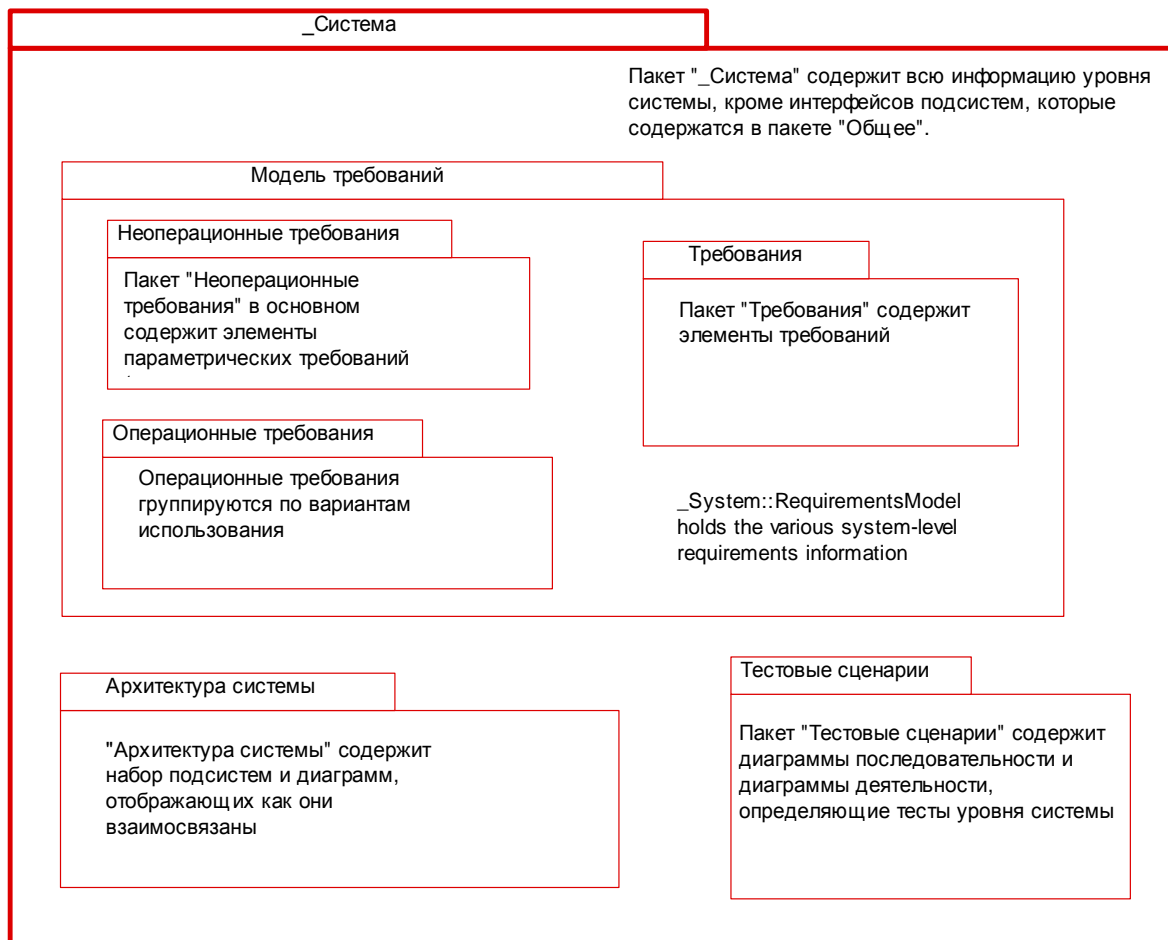 _Система
Пакет "_Система" содержит всю информацию уровня
системы, кроме интерфейсов подсистем, которые
содержатся в пакете "Общее".
Модель требований
Неоперационные требования
Пакет "Неоперационные
требования" в основном
содержит элементы
параметрических требований
Требования
Пакет "Требования" содержит
элементы требований
Операционные требования
Операционные требования
группируются по вариантам
использования
_System::RequirementsModel
holds the various system-level
requirements information
Архитектура системы
"Архитектура системы" содержит
набор подсистем и диаграмм,
отображающих как они
взаимосвязаны
Тестовые сценарии
Пакет "Тестовые сценарии" содержит
диаграммы последовательности и
диаграммы деятельности,
определяющие тесты уровня системы